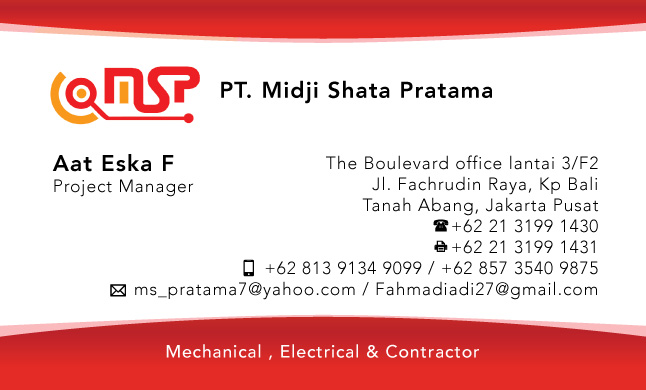 msp
PT. Midji Shata Pratama
Aat Eska F
Project Manager
The Boulevard office lantai 3/F2
Jl. Fachrudin Raya, Kp Bali
Tanah Abang, Jakarta Pusat
+62 21 3199 1430
+62 21 3199 1431
+62 813 9134 9099 / +62 857 3540 9875
ms_pratama7@yahoo.com / Fahmadiadi27@gmail.com
Mechanical , Electrical & Contractor